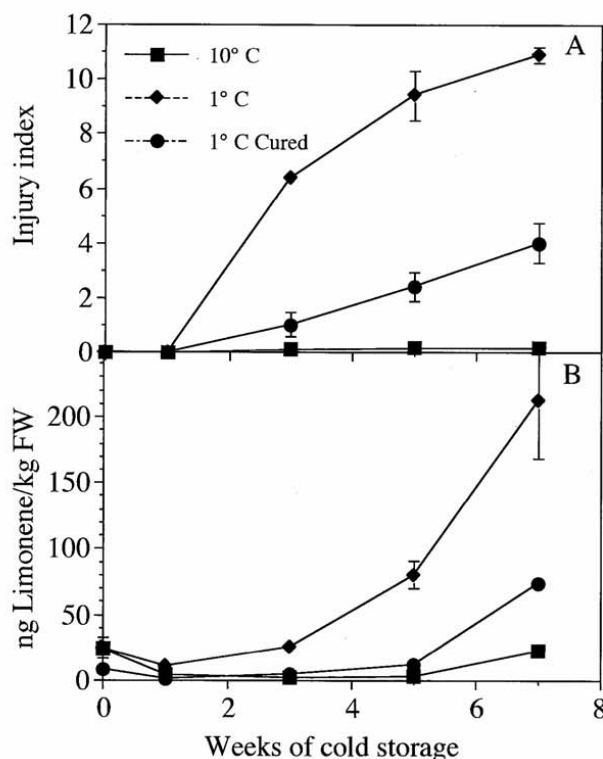 A
10° C
1° C
1° C Cured
Injury index
12
10
8
6
4
2
0
B
ng Limonene/kg FW
200
150
100
50
0
0 2 4 6 8
Weeks of cold storage